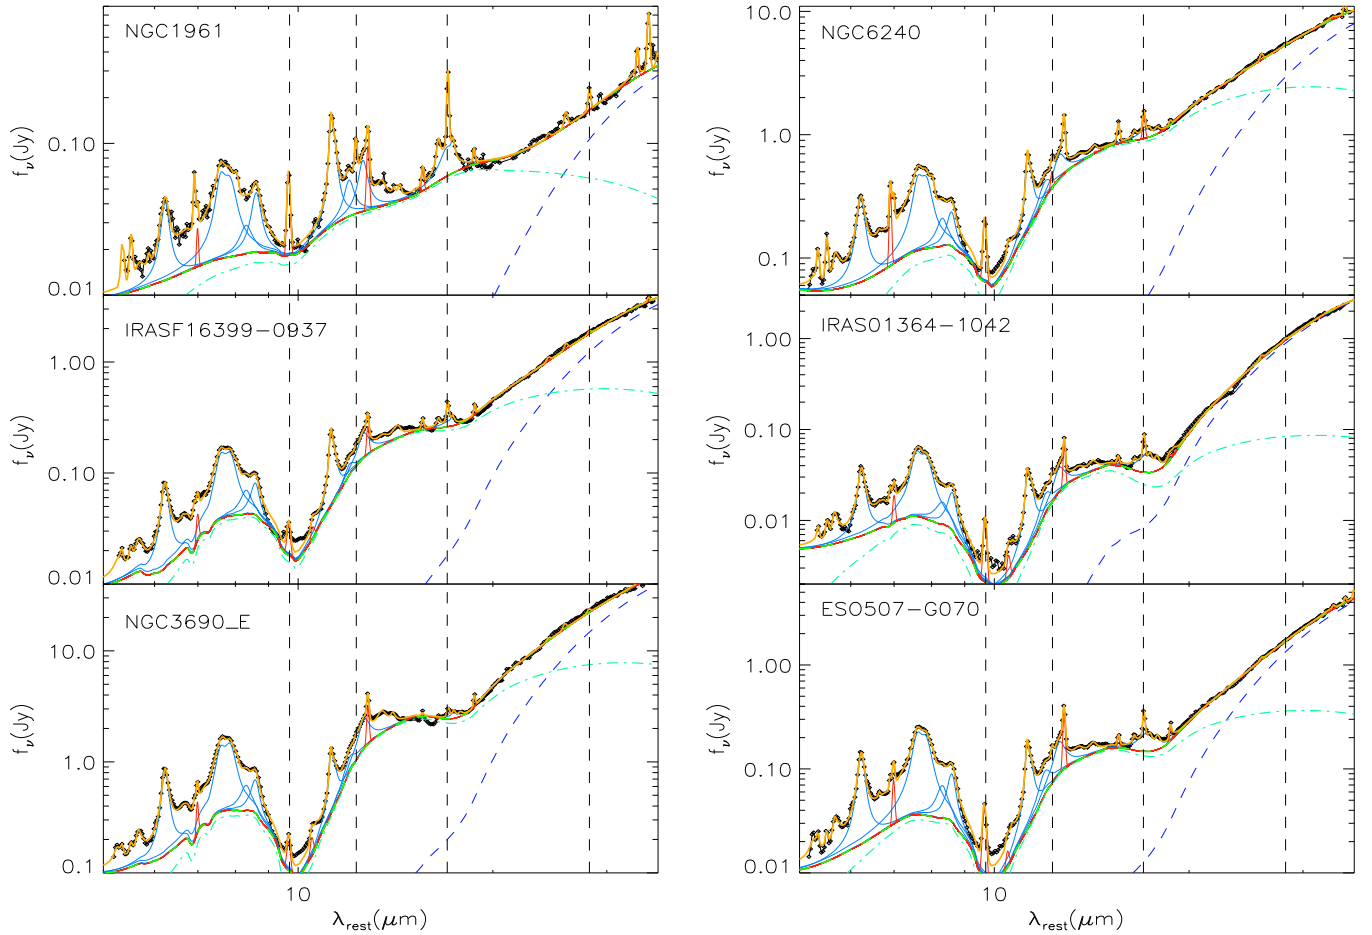 NGC1961
f_ν(Jy)
0.10
0.01
NGC6240
f_ν(Jy)
10.0
1.0
0.1
IRASF16399-0937
f_ν(Jy)
1.00
0.10
0.01
IRAS01364-1042
f_ν(Jy)
1.00
0.10
0.01
NGC3690_E
f_ν(Jy)
10.0
1.0
0.1
10
λ_rest(μm)
ESO507-G070
f_ν(Jy)
1.00
0.10
0.01
10
λ_rest(μm)